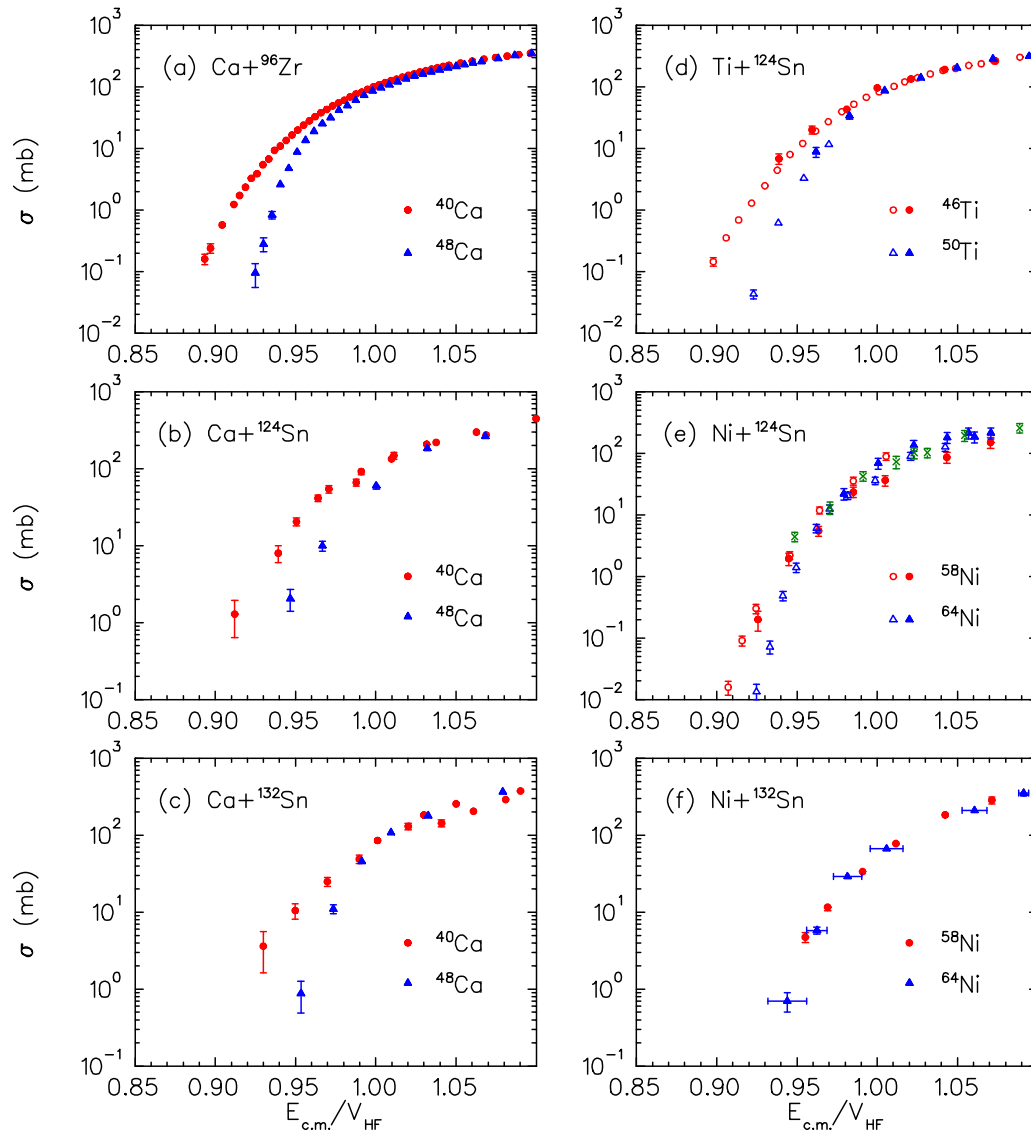 10³
10²
10¹
10⁰
10⁻¹
10⁻²
σ (mb)
(a) Ca+⁹⁶Zr
⁴⁰Ca
⁴⁸Ca
0.85 0.90 0.95 1.00 1.05
10³
10²
10¹
10⁰
10⁻¹
σ (mb)
(b) Ca+¹²⁴Sn
⁴⁰Ca
⁴⁸Ca
0.85 0.90 0.95 1.00 1.05
10³
10²
10¹
10⁰
10⁻¹
σ (mb)
(c) Ca+¹³²Sn
⁴⁰Ca
⁴⁸Ca
0.85 0.90 0.95 1.00 1.05
E_c.m./V_HF
10³
10²
10¹
10⁰
10⁻¹
10⁻²
(d) Ti+¹²⁴Sn
⁴⁶Ti
⁵⁰Ti
0.85 0.90 0.95 1.00 1.05
10³
10²
10¹
10⁰
10⁻¹
10⁻²
(e) Ni+¹²⁴Sn
⁵⁸Ni
⁶⁴Ni
0.85 0.90 0.95 1.00 1.05
10³
10²
10¹
10⁰
10⁻¹
(f) Ni+¹³²Sn
⁵⁸Ni
⁶⁴Ni
0.85 0.90 0.95 1.00 1.05
E_c.m./V_HF